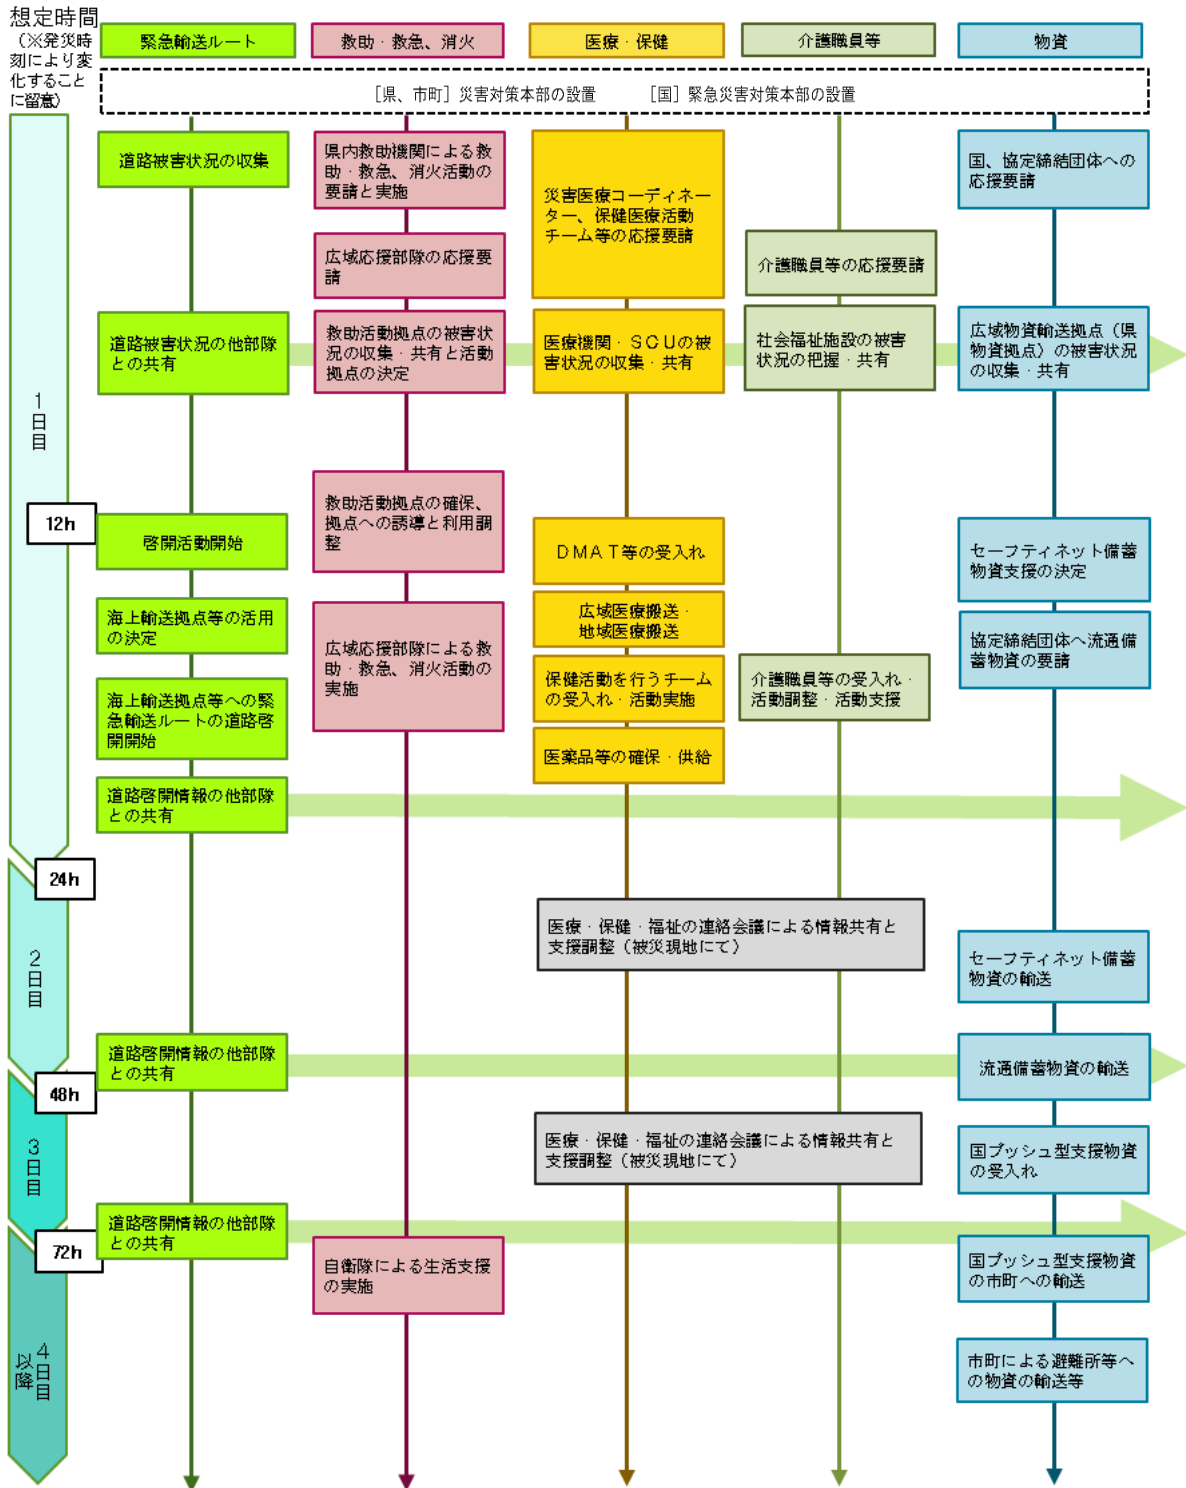 想定時間
（※発災時
刻により変
化すること
に留意）
緊急輸送ルート
救助・救急、消火
医療・保健
介護職員等
物資
［県、市町］災害対策本部の設置　　［国］緊急災害対策本部の設置
1日目
12h
24h
2日目
48h
3日目
72h
4日目
以降
道路被害状況の収集
道路被害状況の他部隊
との共有
啓開活動開始
海上輸送拠点等の活用
の決定
海上輸送拠点等への緊
急輸送ルートの道路啓
開開始
道路啓開情報の他部隊
との共有
道路啓開情報の他部隊
との共有
道路啓開情報の他部隊
との共有
県内救助機関による救
助・救急、消火活動の
要請と実施
広域応援部隊の応援要
請
救助活動拠点の被害状
況の収集・共有と活動
拠点の決定
救助活動拠点の確保、
拠点への誘導と利用調
整
広域応援部隊による救
助・救急、消火活動の
実施
自衛隊による生活支援
の実施
災害医療コーディネー
ター、保健医療活動
チーム等の応援要請
医療機関・ＳＣＵの被
害状況の収集・共有
ＤＭＡＴ等の受入れ
広域医療搬送・
地域医療搬送
保健活動を行うチーム
の受入れ・活動実施
医薬品等の確保・供給
医療・保健・福祉の連絡会議による情報共有と
支援調整（被災現地にて）
医療・保健・福祉の連絡会議による情報共有と
支援調整（被災現地にて）
介護職員等の応援要請
社会福祉施設の被害
状況の把握・共有
介護職員等の受入れ・
活動調整・活動支援
国、協定締結団体への
応援要請
広域物資輸送拠点（県
物資拠点）の被害状況
の収集・共有
セーフティネット備蓄
物資支援の決定
協定締結団体へ流通備
蓄物資の要請
セーフティネット備蓄
物資の輸送
流通備蓄物資の輸送
国プッシュ型支援物資
の受入れ
国プッシュ型支援物資
の市町への輸送
市町による避難所等へ
の物資の輸送等